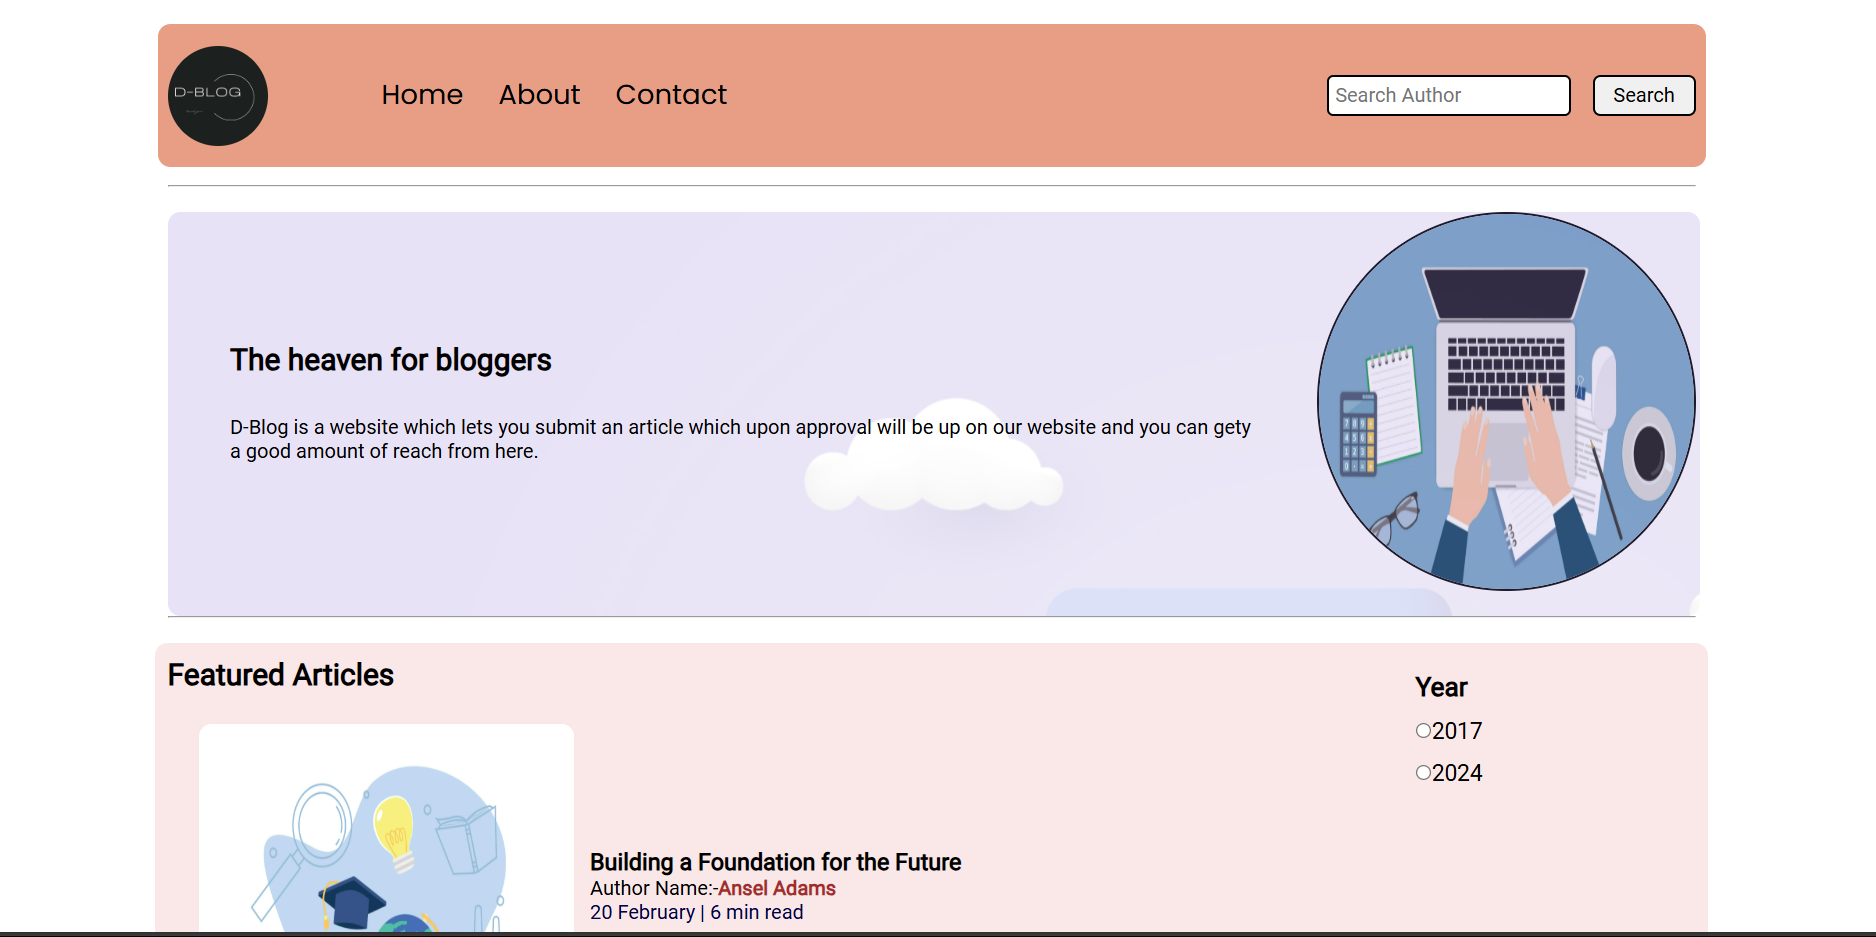 D-BLOG
Home About Contact
Search Author Search
The heaven for bloggers
D-Blog is a website which lets you submit an article which upon approval will be up on our website and you can gety
a good amount of reach from here.
Featured Articles
Year
2017
2024
Building a Foundation for the Future
Author Name:-Ansel Adams
20 February | 6 min read